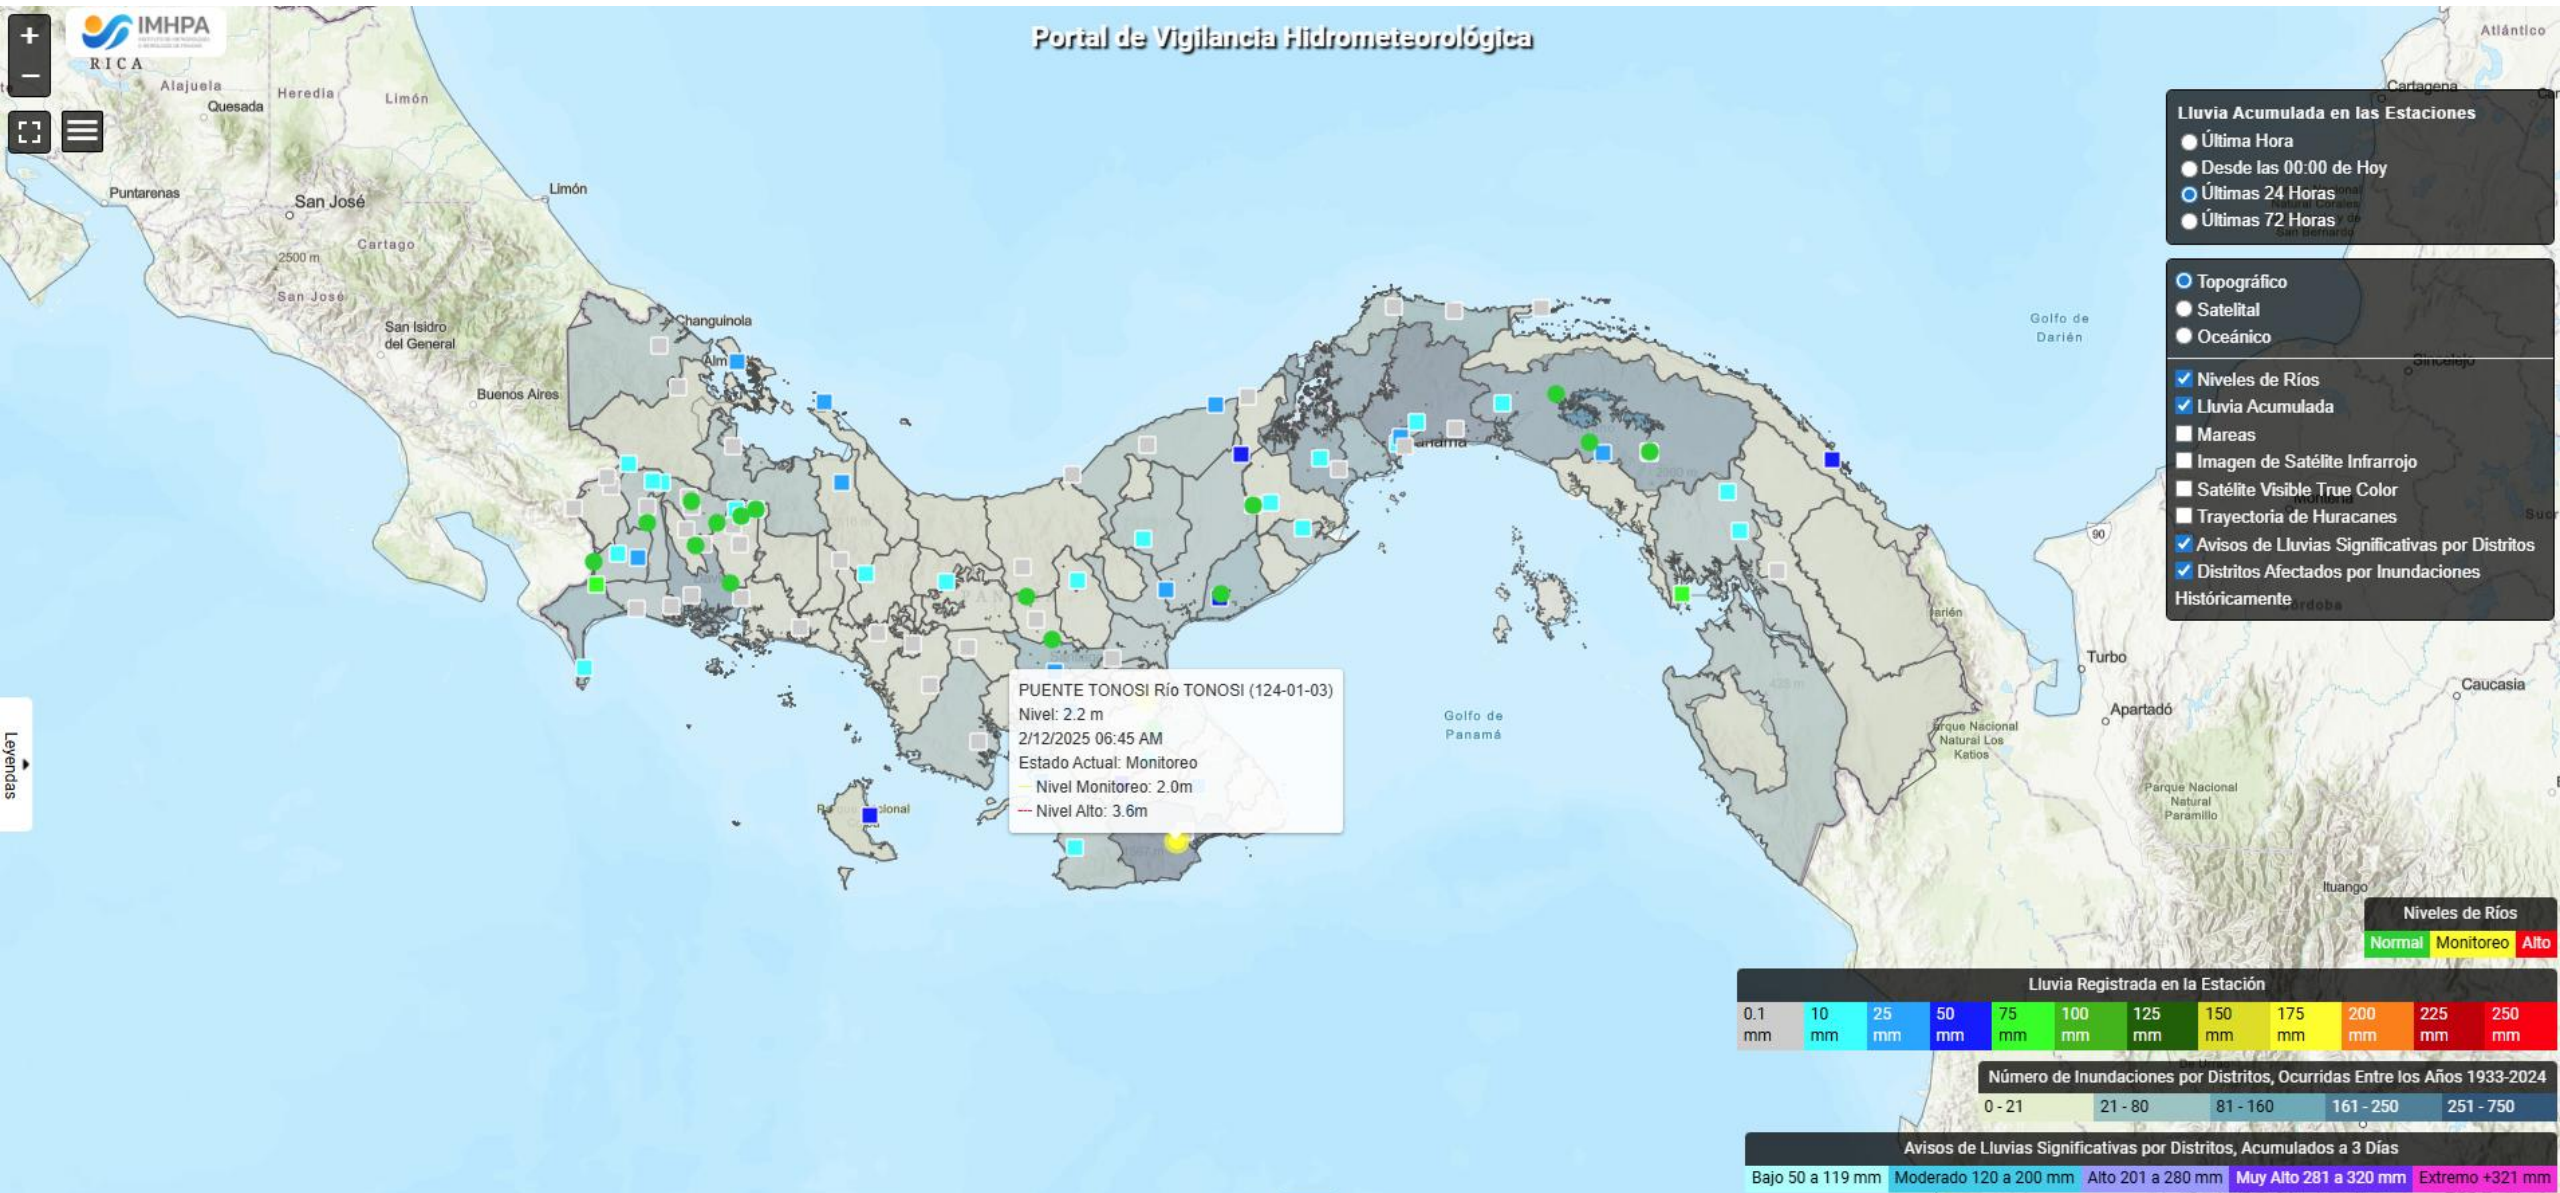 IMHPA
Portal de Vigilancia Hidrometeorológica
+
−
RICA
Alajuela
Heredia
Limón
Quesada
Puntarenas
San José
Limón
Cartago
2500 m
San José
San Isidro
del General
Buenos Aires
Changuinola
Golfo de
Darién
Golfo de
Panamá
Atlántico
Cartagena
Turbo
Apartadó
Caucasia
Parque Nacional
Natural Los
Katios
Parque Nacional
Natural
Paramillo
Ituango
90
Lluvia Acumulada en las Estaciones
Última Hora
Desde las 00:00 de Hoy
Últimas 24 Horas
Últimas 72 Horas
Topográfico
Satelital
Oceánico
Niveles de Ríos
Lluvia Acumulada
Mareas
Imagen de Satélite Infrarrojo
Satélite Visible True Color
Trayectoria de Huracanes
Avisos de Lluvias Significativas por Distritos
Distritos Afectados por Inundaciones
Históricamente
PUENTE TONOSI Río TONOSI (124-01-03)
Nivel: 2.2 m
2/12/2025 06:45 AM
Estado Actual: Monitoreo
Nivel Monitoreo: 2.0m
Nivel Alto: 3.6m
Leyendas
Niveles de Ríos
Normal Monitoreo Alto
Lluvia Registrada en la Estación
0.1 mm 10 mm 25 mm 50 mm 75 mm 100 mm 125 mm 150 mm 175 mm 200 mm 225 mm 250 mm
Número de Inundaciones por Distritos, Ocurridas Entre los Años 1933-2024
0 - 21 21 - 80 81 - 160 161 - 250 251 - 750
Avisos de Lluvias Significativas por Distritos, Acumulados a 3 Días
Bajo 50 a 119 mm Moderado 120 a 200 mm Alto 201 a 280 mm Muy Alto 281 a 320 mm Extremo +321 mm